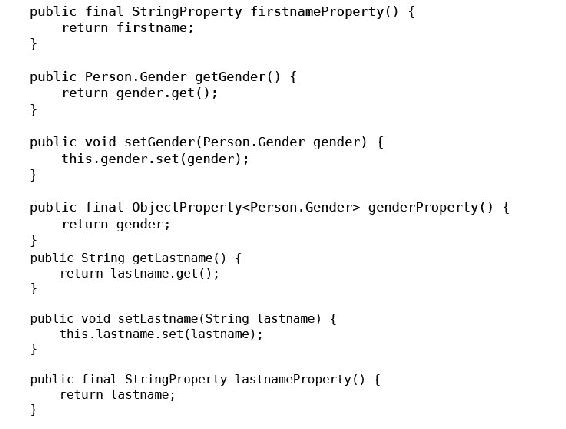 public final StringProperty firstnameProperty() {
    return firstname;
}

public Person.Gender getGender() {
    return gender.get();
}

public void setGender(Person.Gender gender) {
    this.gender.set(gender);
}

public final ObjectProperty<Person.Gender> genderProperty() {
    return gender;
}
public String getLastname() {
    return lastname.get();
}

public void setLastname(String lastname) {
    this.lastname.set(lastname);
}

public final StringProperty lastnameProperty() {
    return lastname;
}